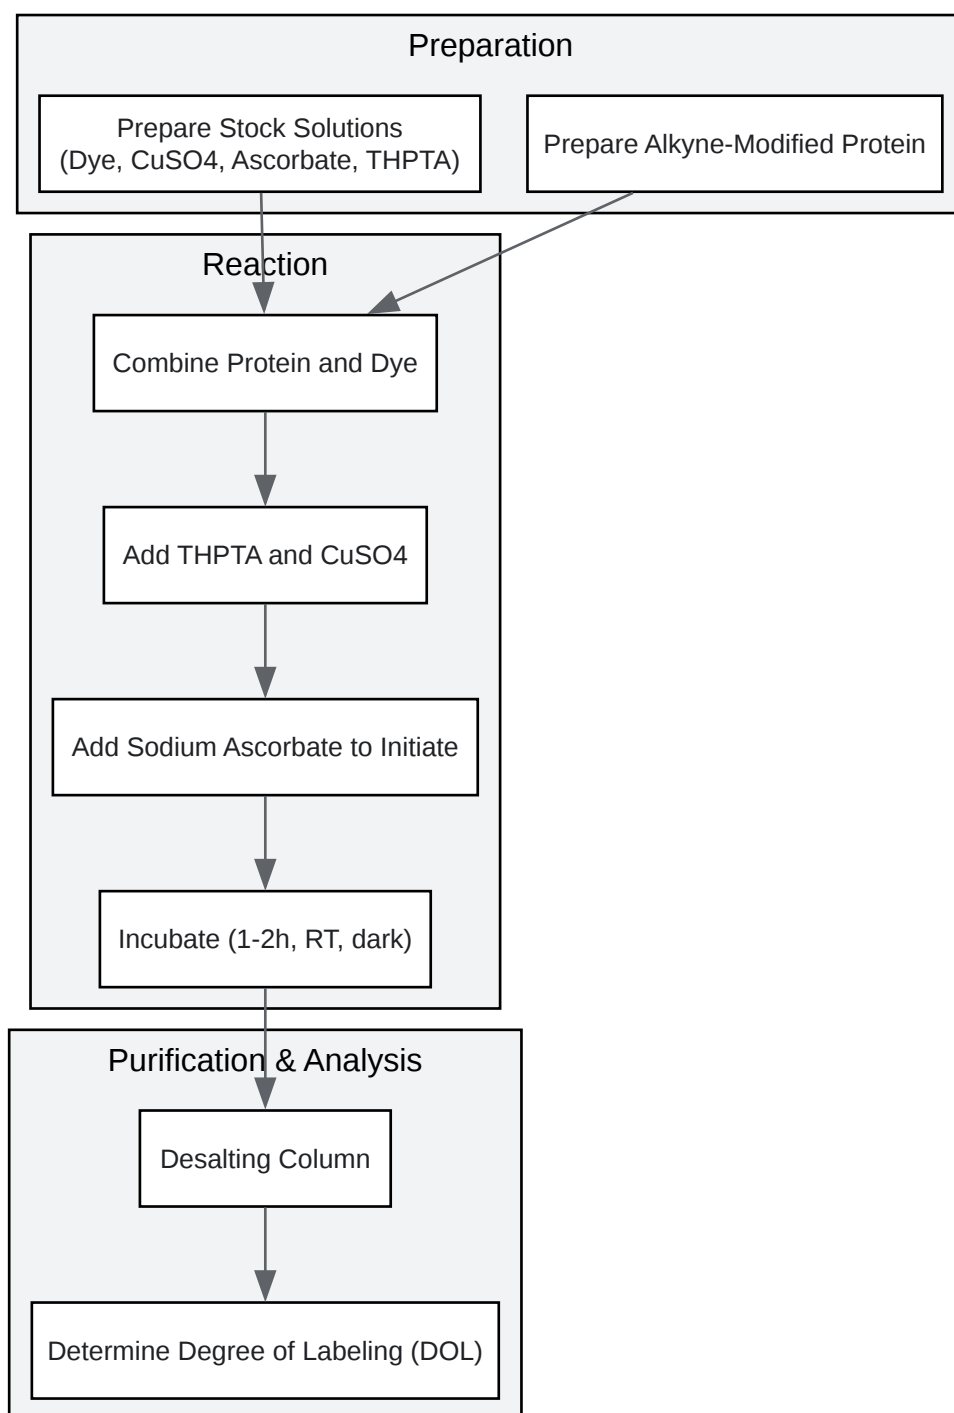 Preparation
Prepare Stock Solutions
(Dye, CuSO4, Ascorbate, THPTA)
Prepare Alkyne-Modified Protein
Reaction
Combine Protein and Dye
Add THPTA and CuSO4
Add Sodium Ascorbate to Initiate
Incubate (1-2h, RT, dark)
Purification & Analysis
Desalting Column
Determine Degree of Labeling (DOL)